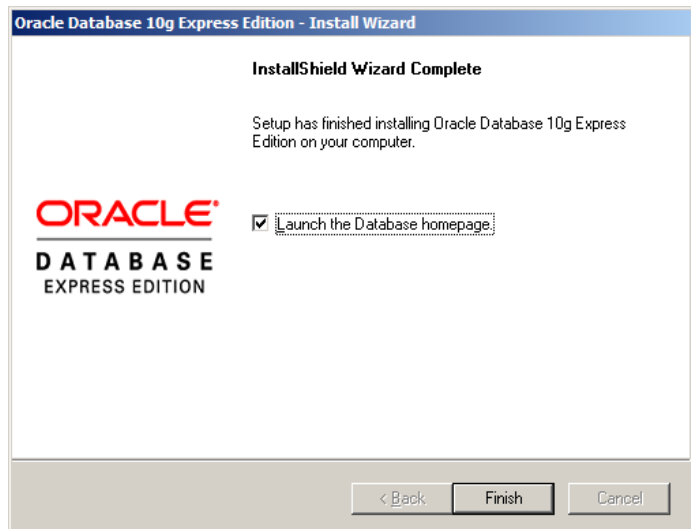 Oracle Database 10g Express Edition - Install Wizard
InstallShield Wizard Complete
Setup has finished installing Oracle Database 10g Express
Edition on your computer.
ORACLE
DATABASE
EXPRESS EDITION
Launch the Database homepage.
< Back
Finish
Cancel